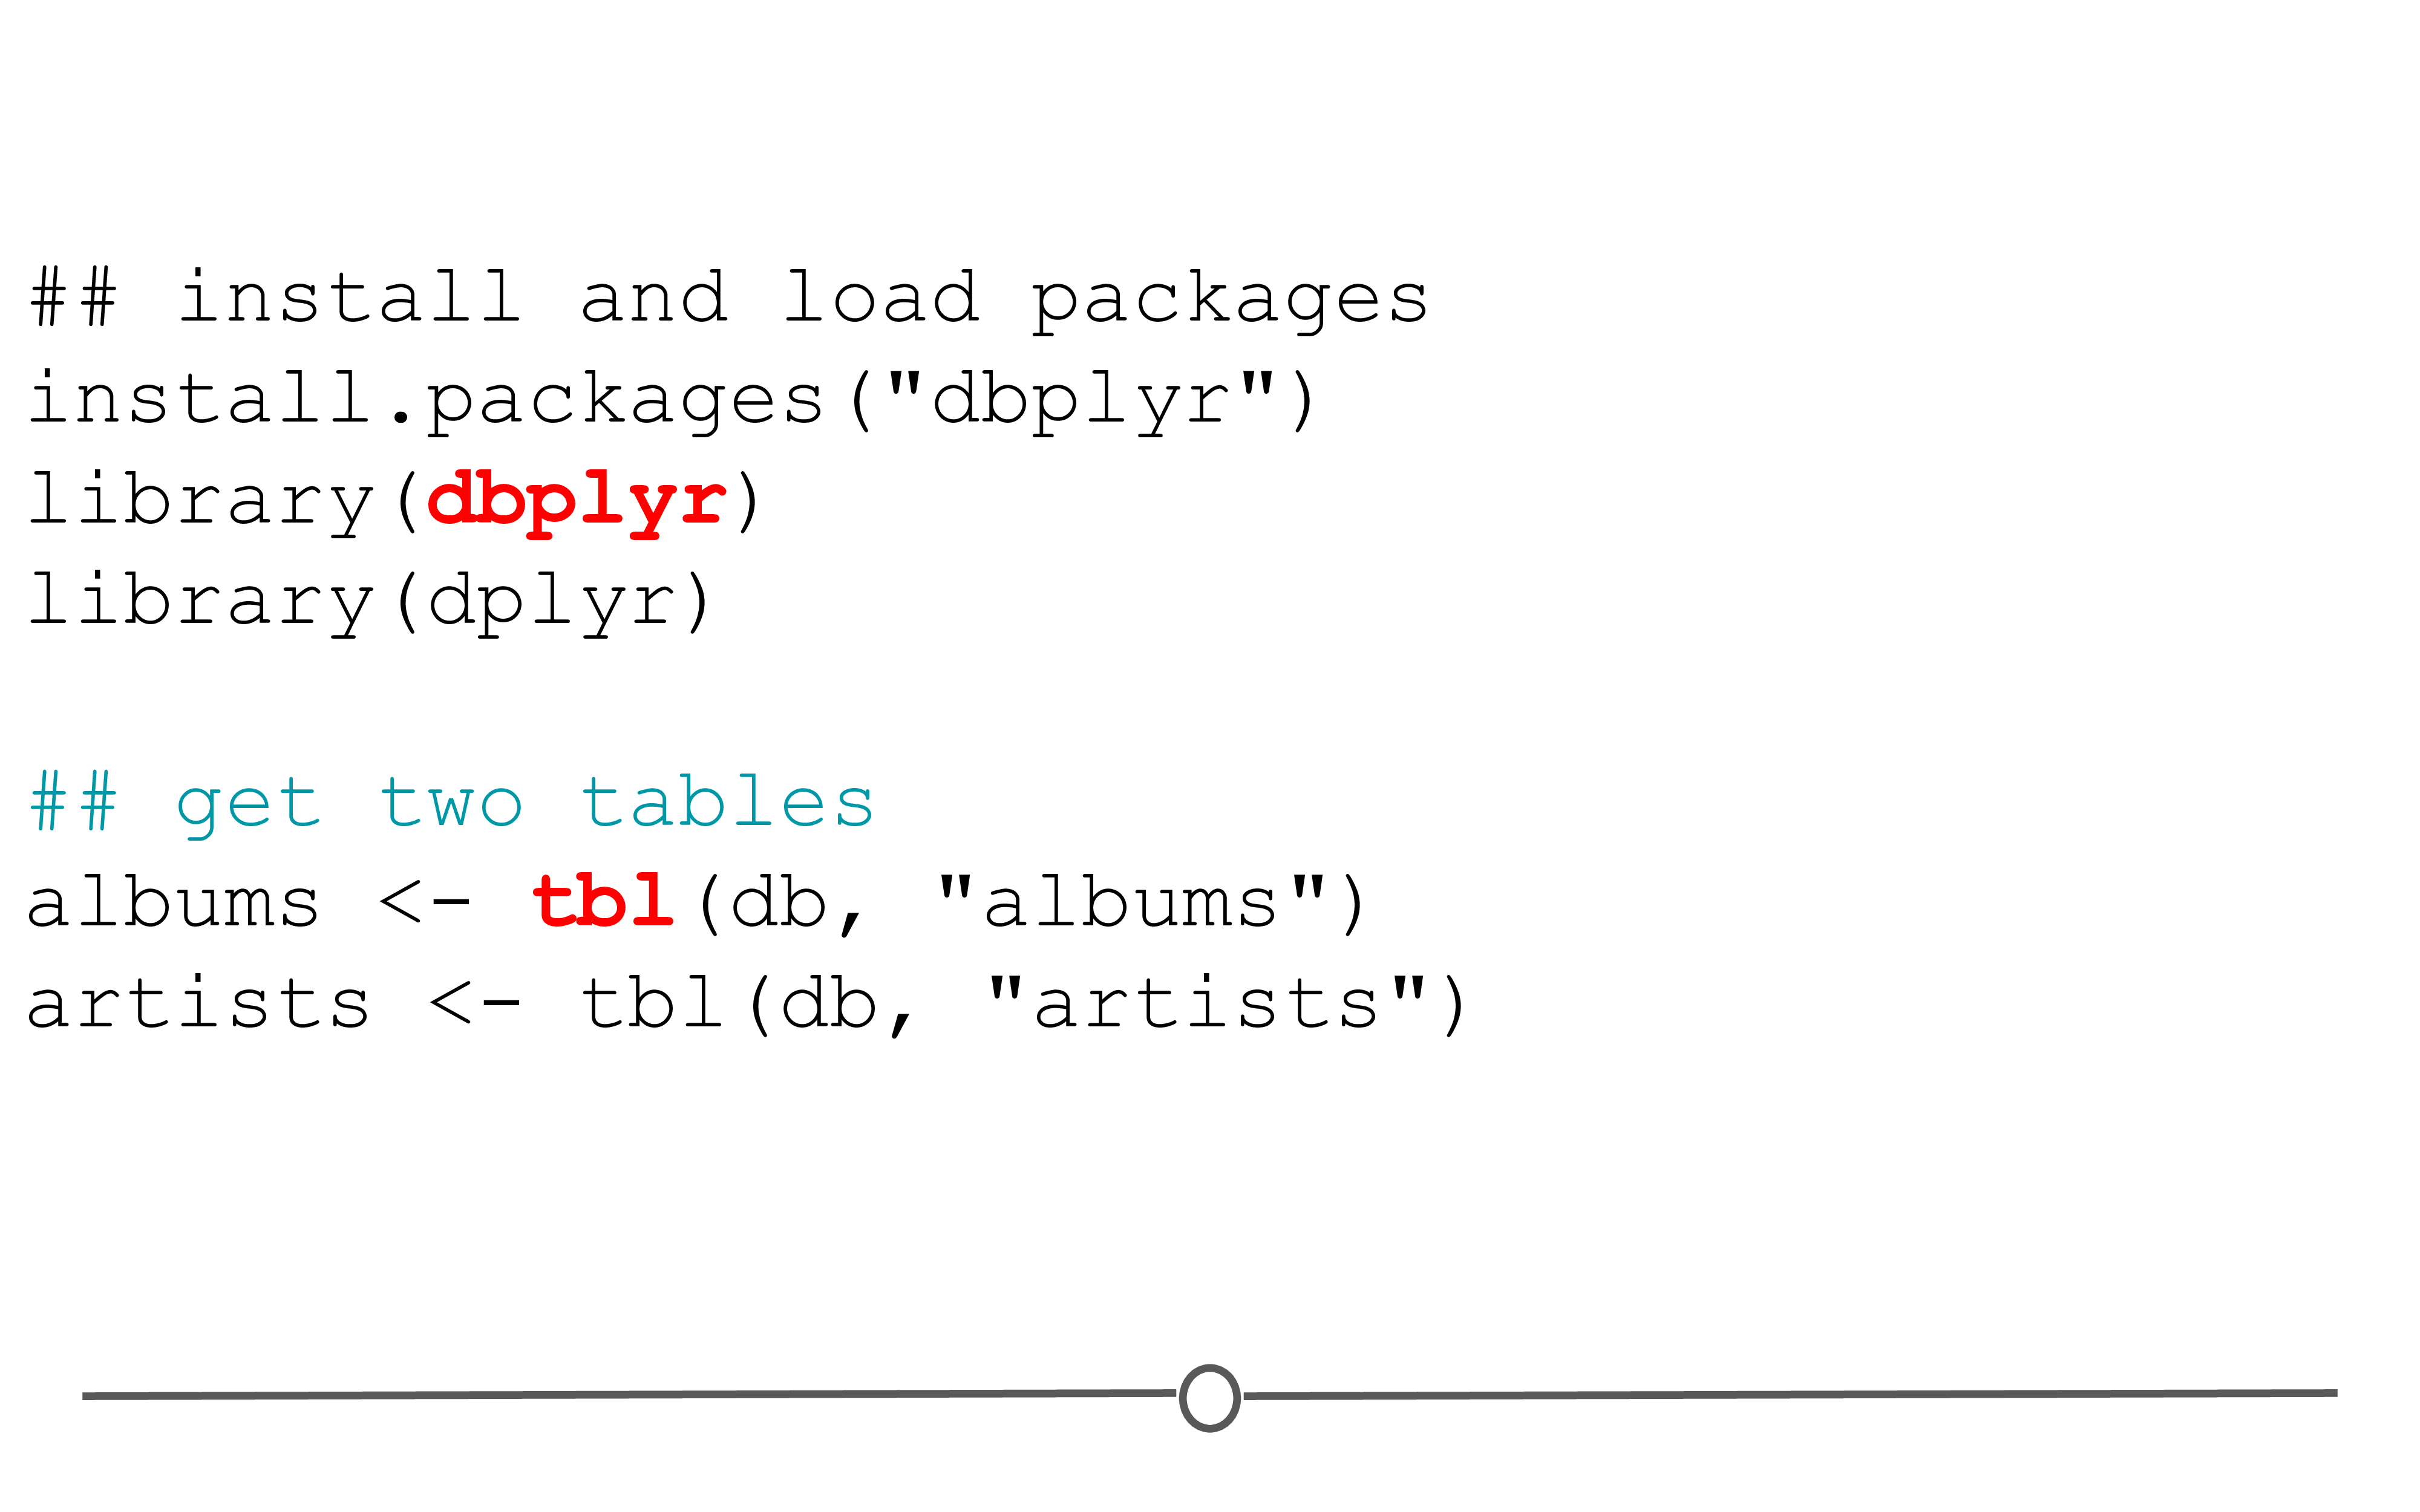 ## install and load packages
install.packages("dbplyr")
library(dbplyr)
library(dplyr)
## get two tables
albums <- tbl(db, "albums")
artists <- tbl(db, "artists")